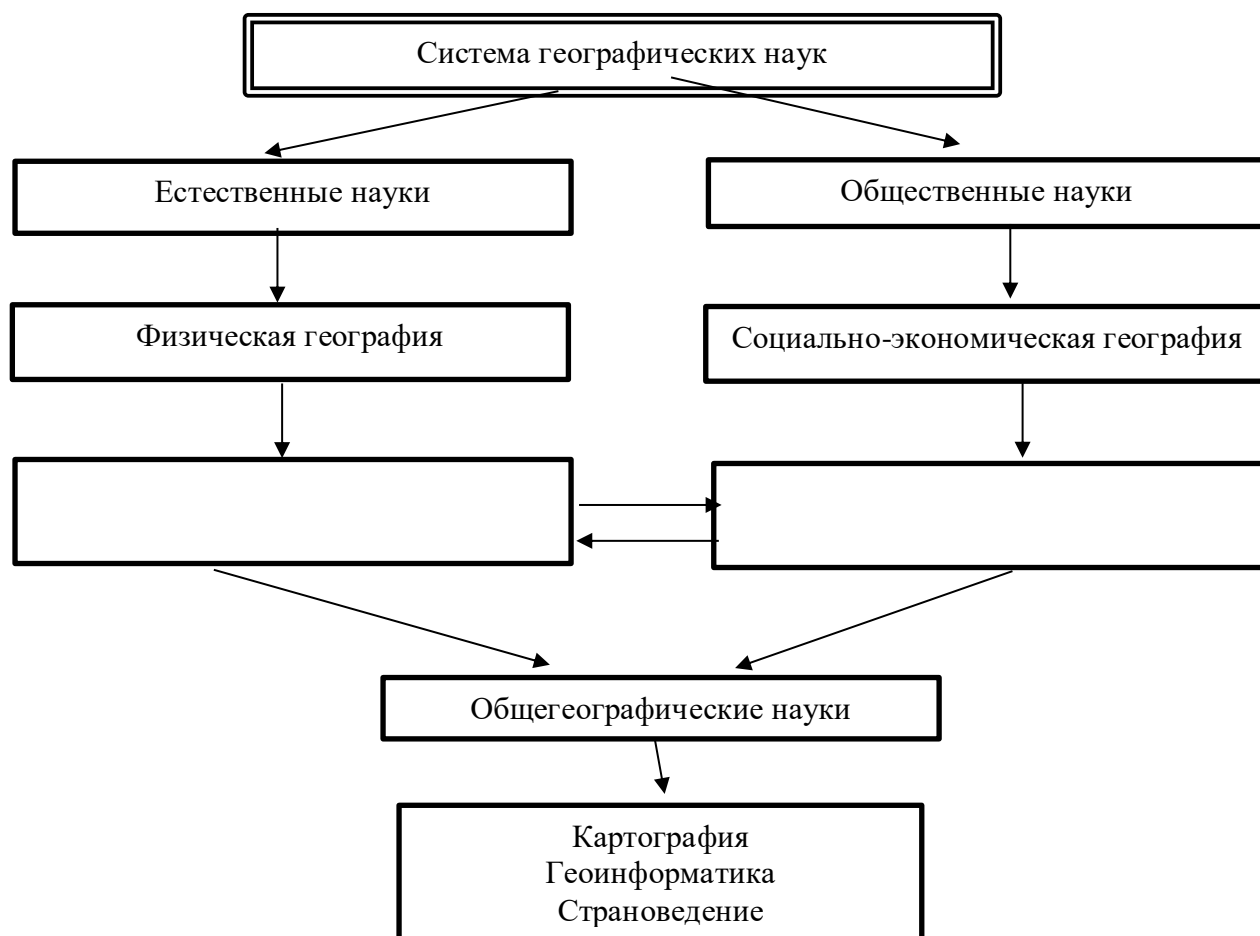 Система географических наук
Естественные науки
Общественные науки
Физическая география
Социально-экономическая география
Общегеографические науки
Картография
Геоинформатика
Страноведение